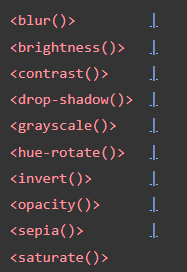 <blur()> |
<brightness()> |
<contrast()> |
<drop-shadow()> |
<grayscale()> |
<hue-rotate()> |
<invert()> |
<opacity()> |
<sepia()> |
<saturate()>